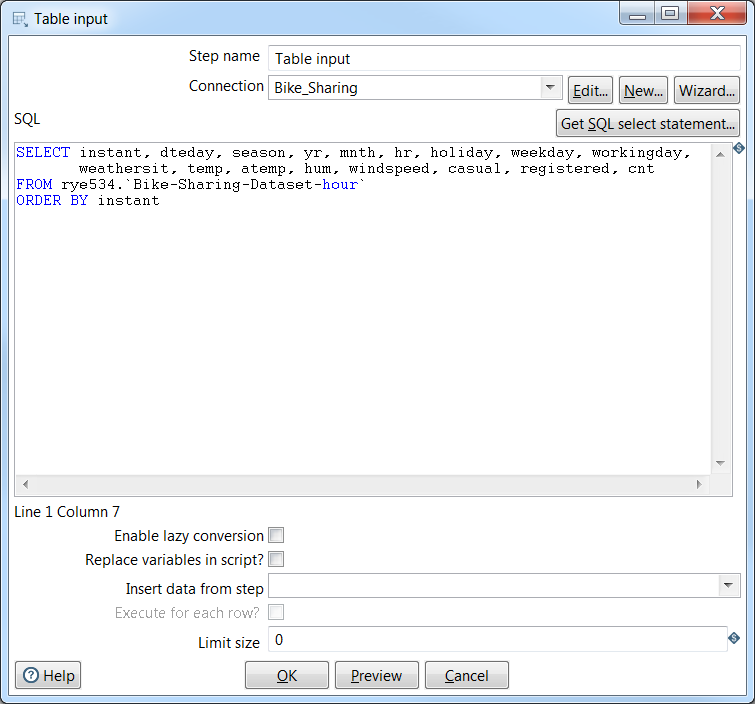 Table input
Step name Table input
Connection Bike_Sharing Edit... New... Wizard...
SQL
Get SQL select statement...
SELECT instant, dteday, season, yr, mnth, hr, holiday, weekday, workingday,
weathersit, temp, atemp, hum, windspeed, casual, registered, cnt
FROM rye534.`Bike-Sharing-Dataset-hour`
ORDER BY instant
Line 1 Column 7
Enable lazy conversion
Replace variables in script?
Insert data from step
Execute for each row?
Limit size 0
Help OK Preview Cancel